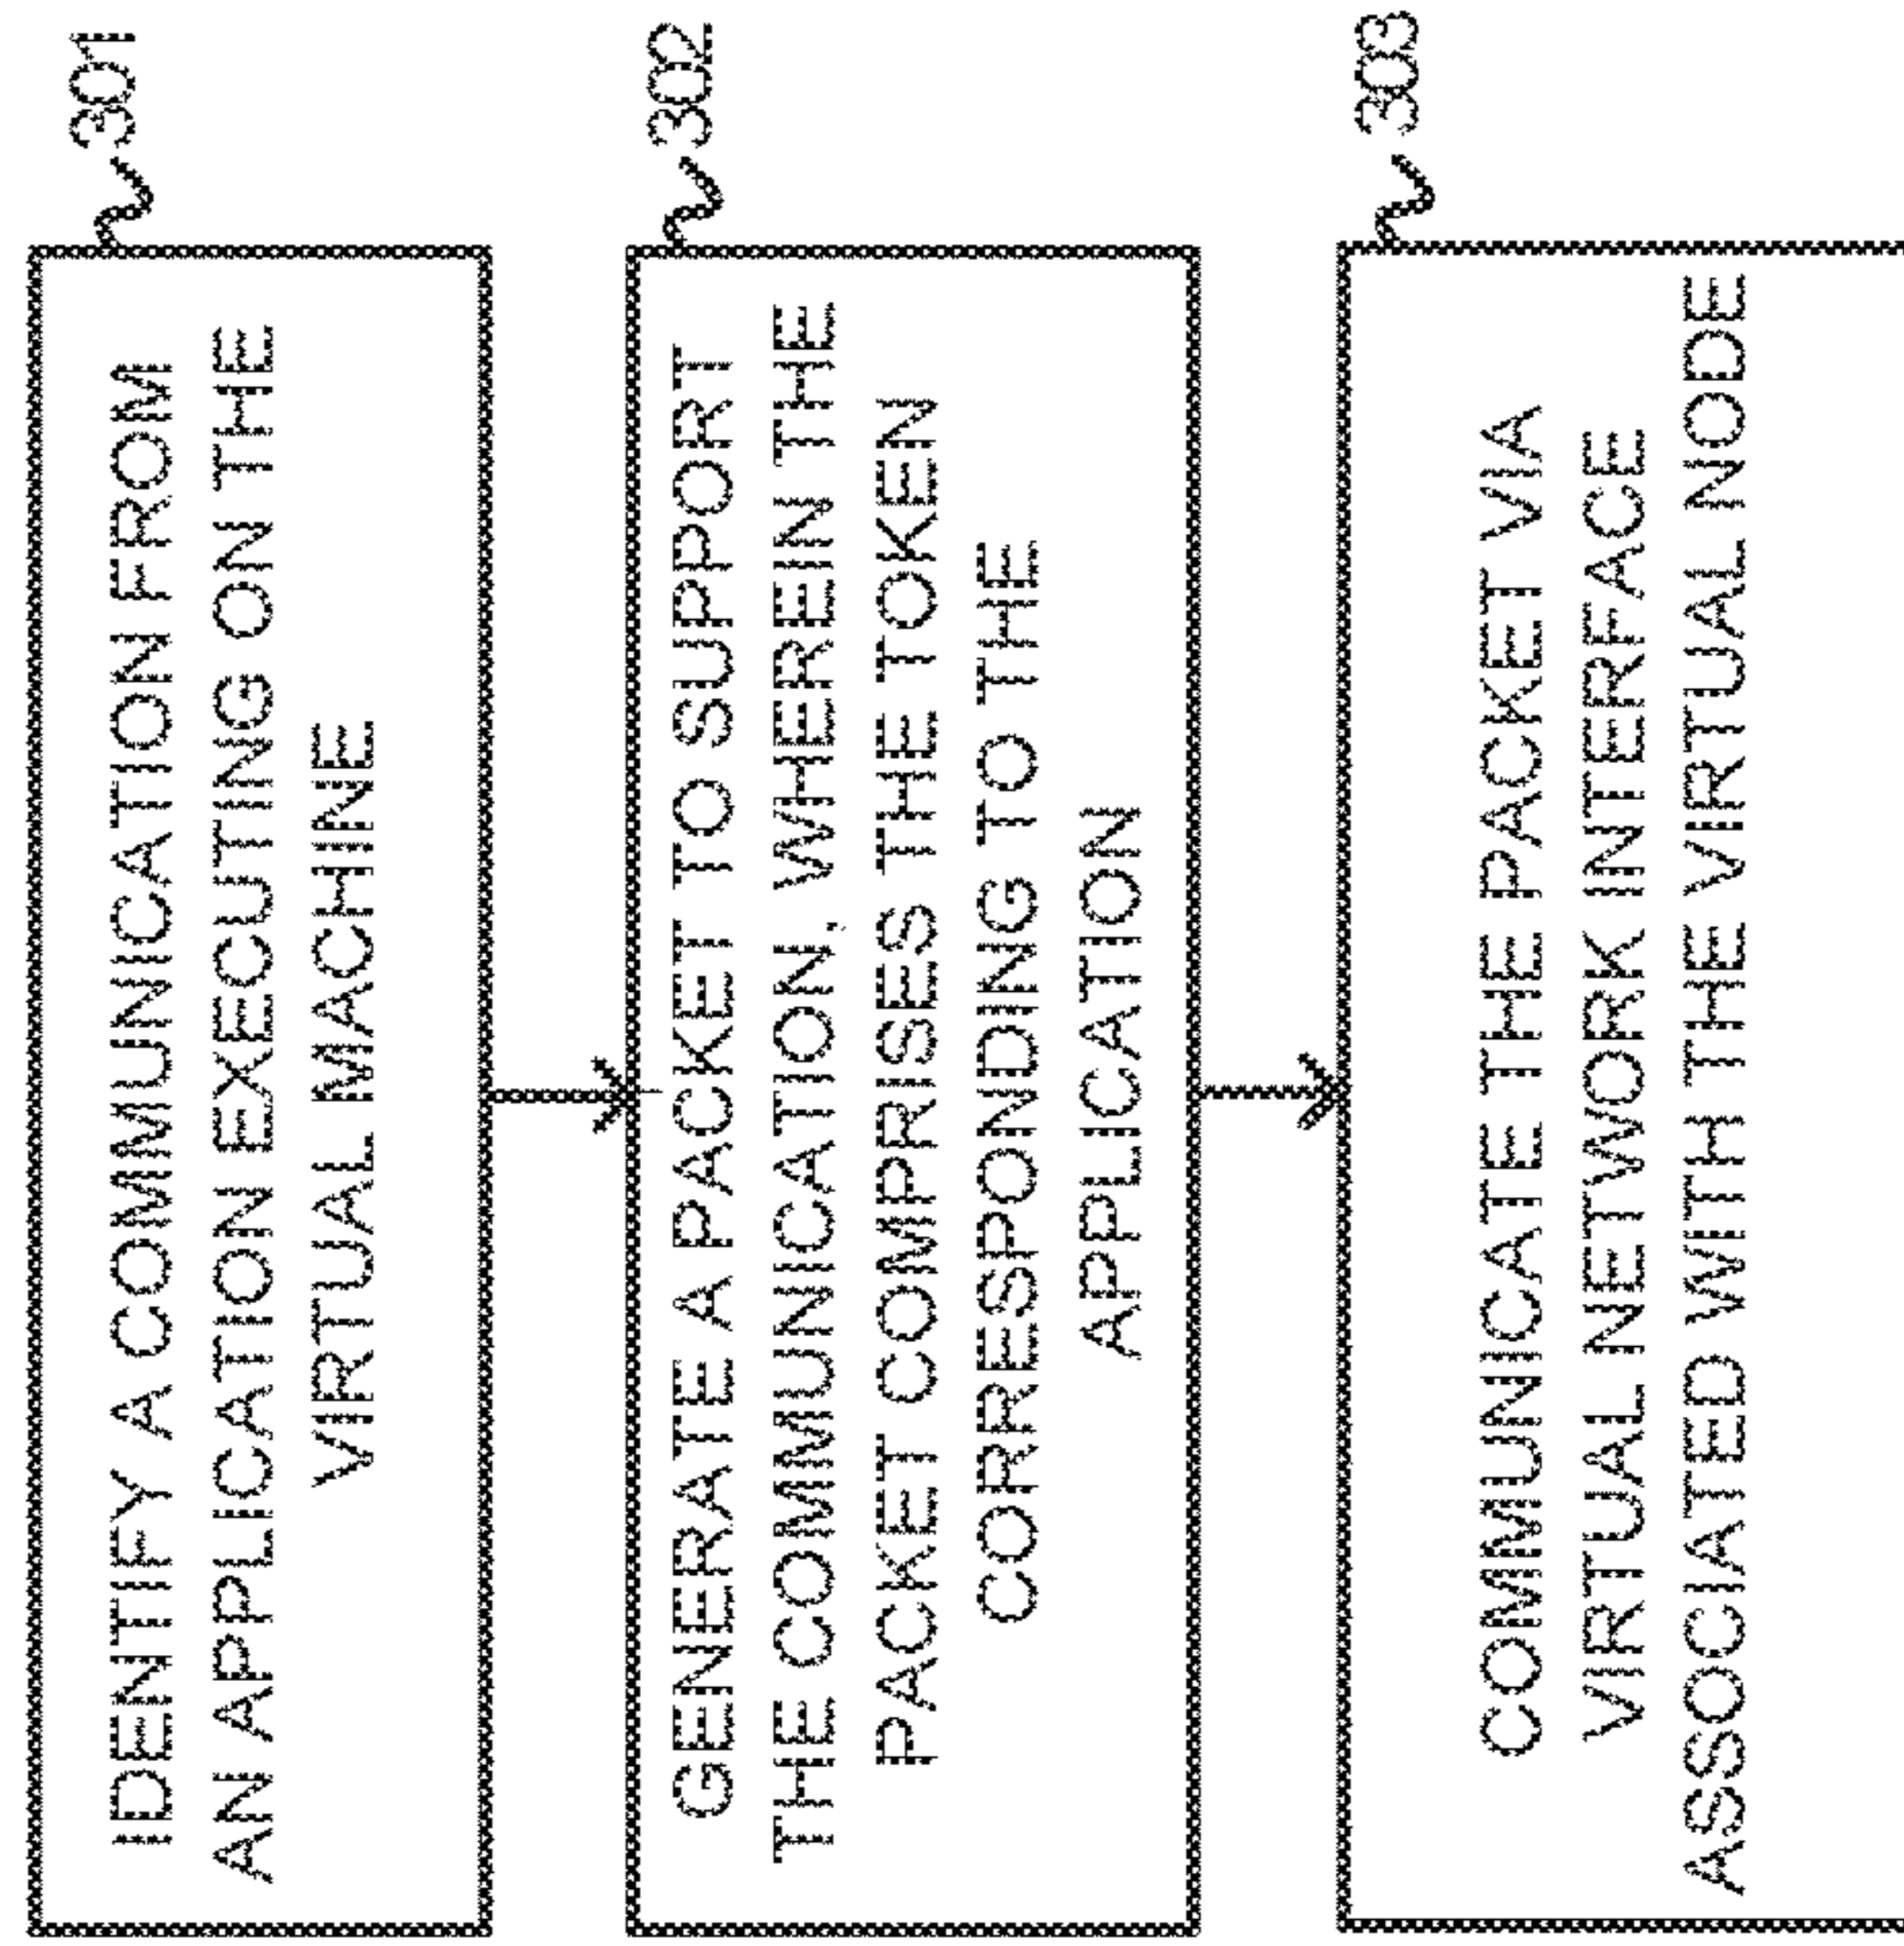 301
IDENTIFY A COMMUNICATION FROM
AN APPLICATION EXECUTING ON THE
VIRTUAL MACHINE
302
GENERATE A PACKET TO SUPPORT
THE COMMUNICATION, WHEREIN THE
PACKET COMPRISES THE TOKEN
CORRESPONDING TO THE
APPLICATION
303
COMMUNICATE THE PACKET VIA
VIRTUAL NETWORK INTERFACE
ASSOCIATED WITH THE VIRTUAL NODE